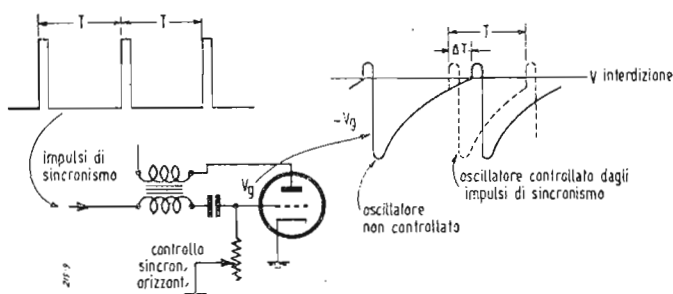 T
T
T
ΔT
V interdizione
-Vg
impulsi di
sincronismo
Vg
oscillatore controllato dagli
impulsi di sincronismo
oscillatore
non controllato
controllo
sincron.
orizzont.